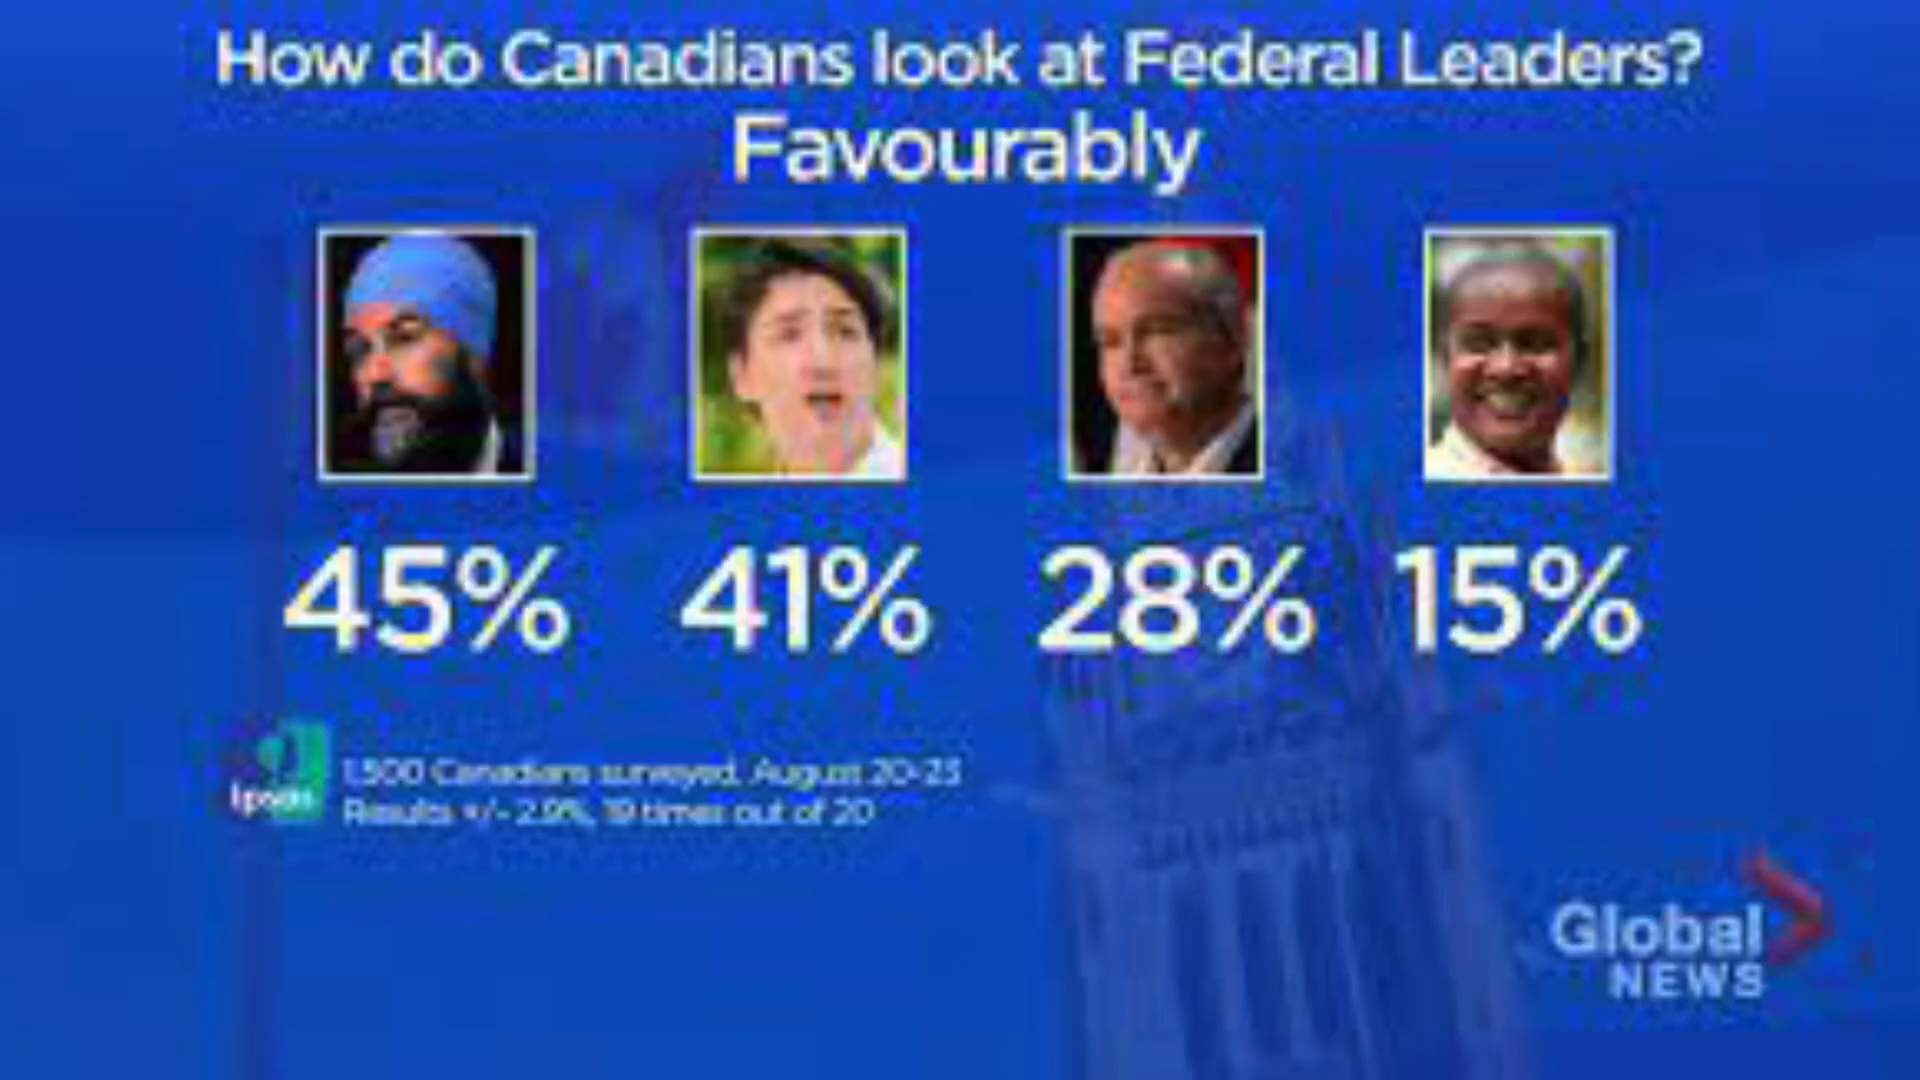 How do Canadians look at Federal Leaders?
Favourably
45% 41% 28% 15%
Ipsos
1,500 Canadians surveyed, August 20-23
Results +/- 2.9%, 19 times out of 20
Global
NEWS